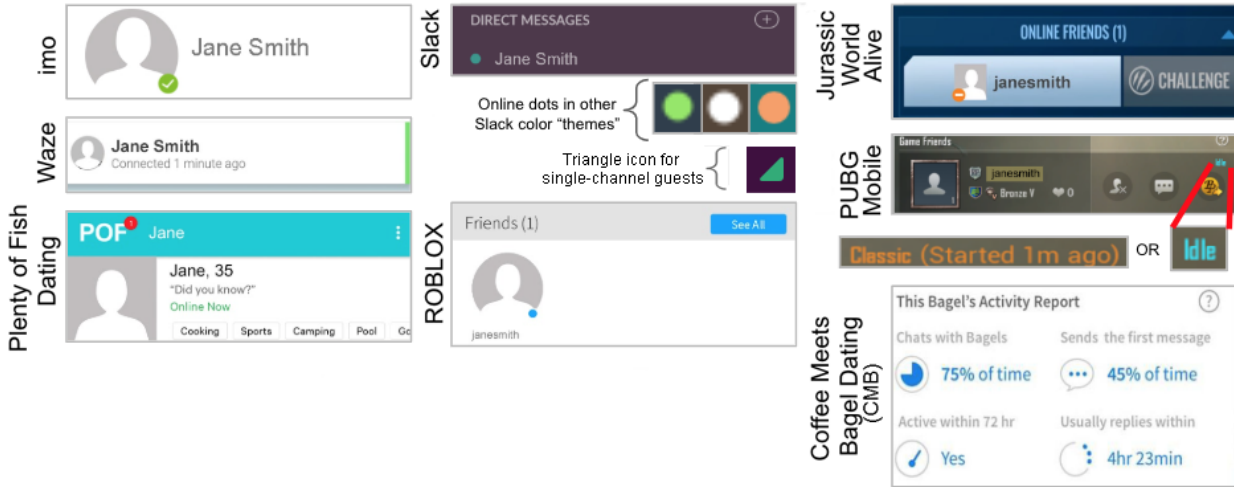 imo
Jane Smith
Waze
Jane Smith
Connected 1 minute ago
Plenty of Fish
Dating
POF 1 Jane
Jane, 35
"Did you know?"
Online Now
Cooking Sports Camping Pool Go
Slack
DIRECT MESSAGES
Jane Smith
Online dots in other
Slack color “themes”
Triangle icon for
single-channel guests
ROBLOX
Friends (1) See All
janesmith
Jurassic
World
Alive
ONLINE FRIENDS (1)
janesmith CHALLENGE
PUBG
Mobile
Game Friends ?
Idle
janesmith
Bronze V 0
Classic (Started 1m ago) OR Idle
Coffee Meets
Bagel Dating
(CMB)
This Bagel's Activity Report ?
Chats with Bagels Sends the first message
75% of time 45% of time
Active within 72 hr Usually replies within
Yes 4hr 23min